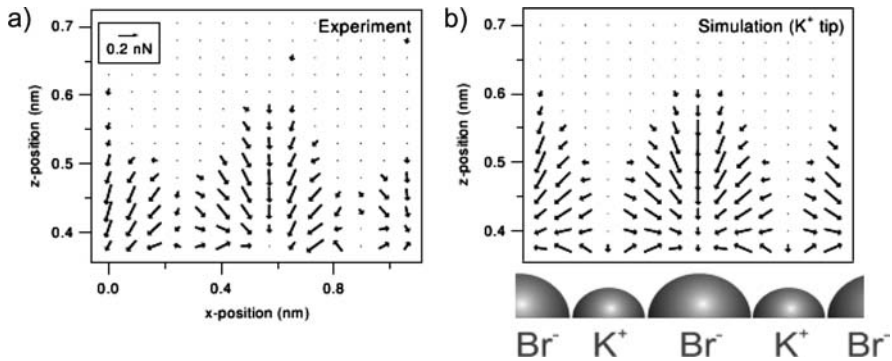 a)
Experiment
0.2 nN
0.7
0.6
0.5
0.4
z-position (nm)
0.0
0.4
0.8
x-position (nm)
b)
Simulation (K⁺ tip)
0.7
0.6
0.5
0.4
z-position (nm)
Br⁻ K⁺ Br⁻ K⁺ Br⁻